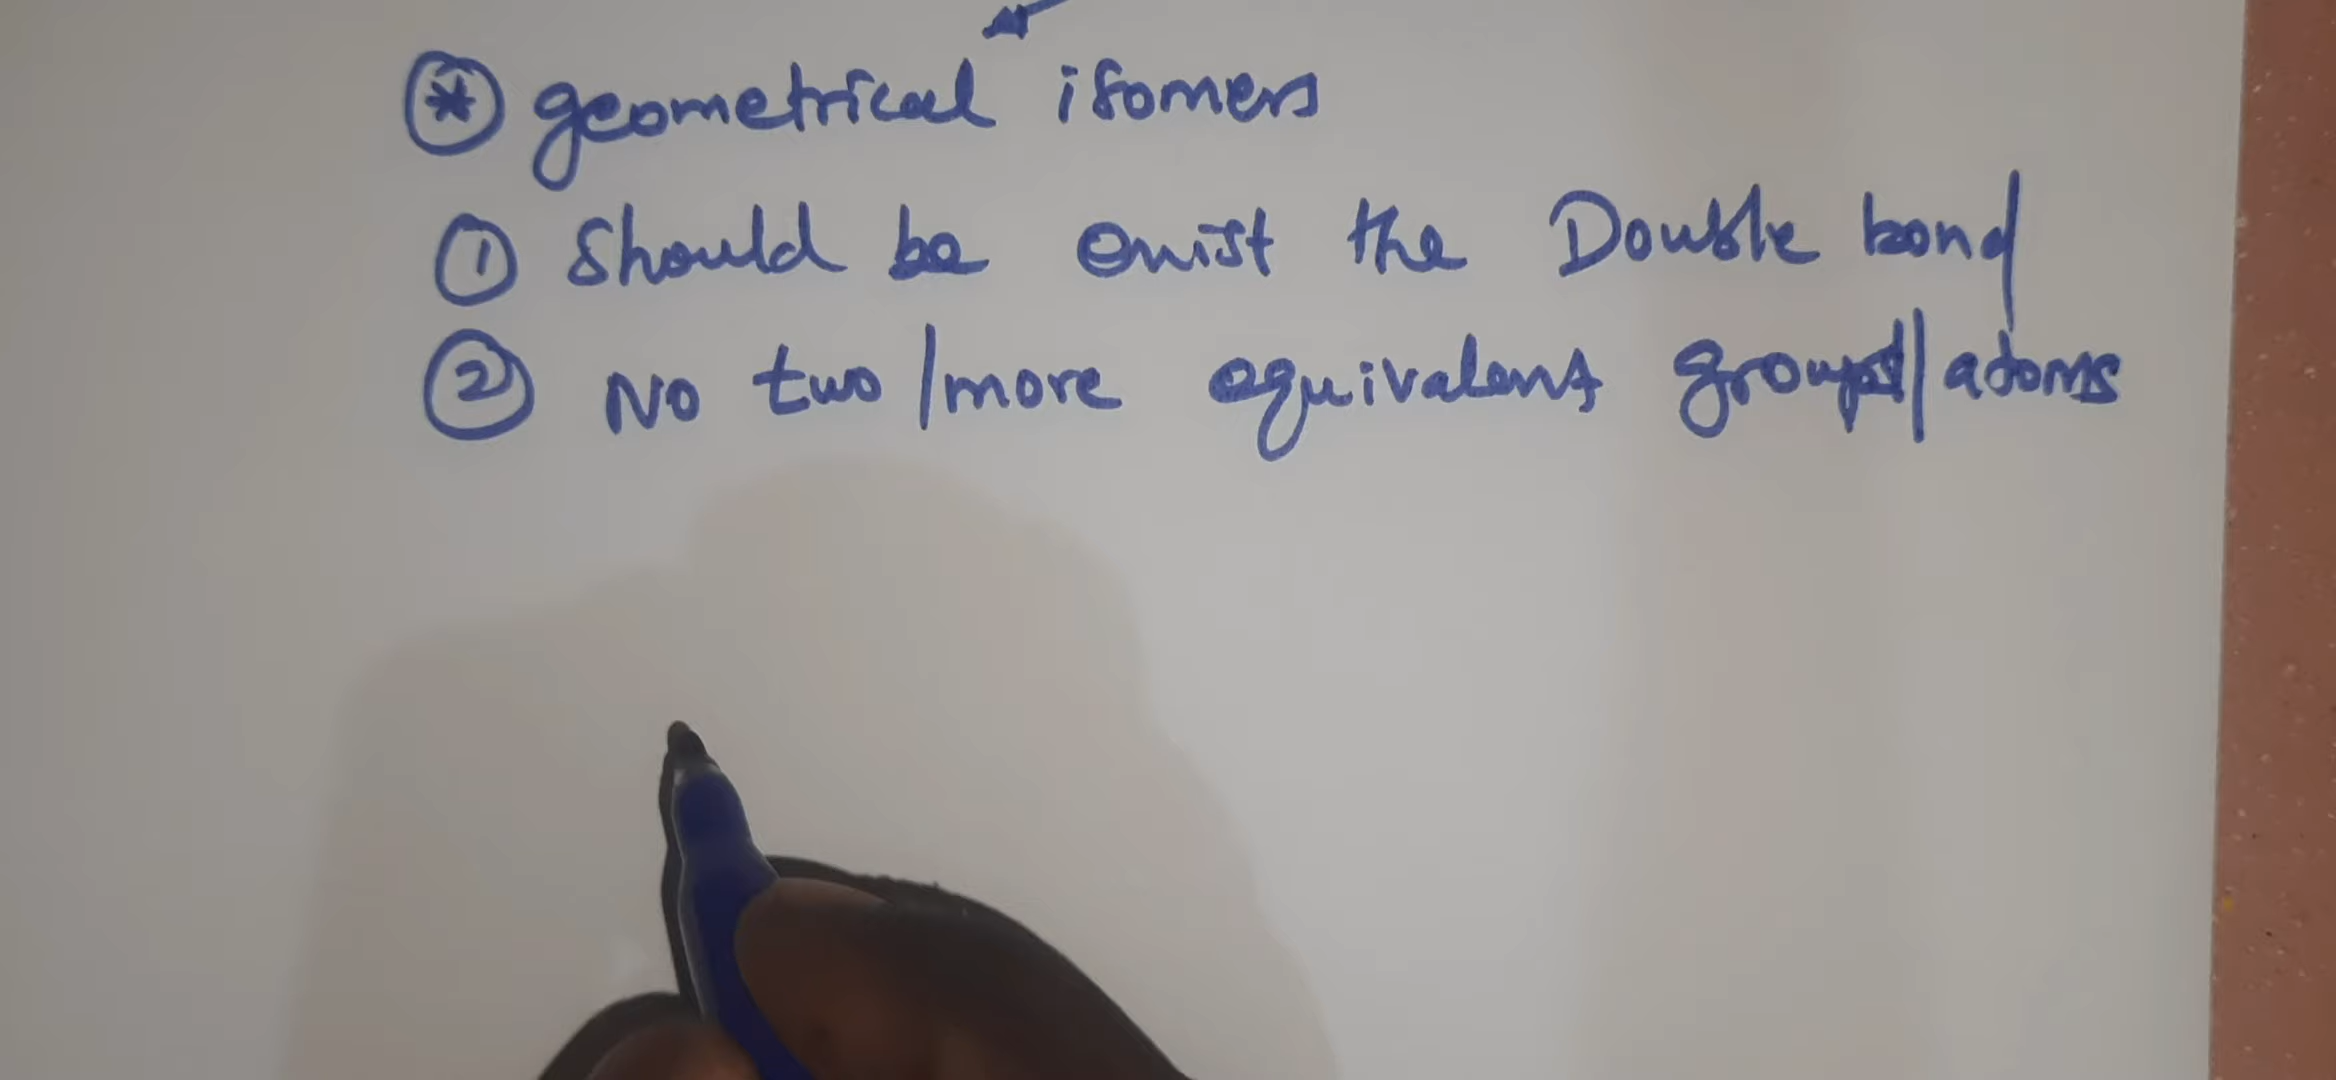 * geometrical isomers
1 Should be exist the Double bond
2 No two/more equivalent groups/atoms